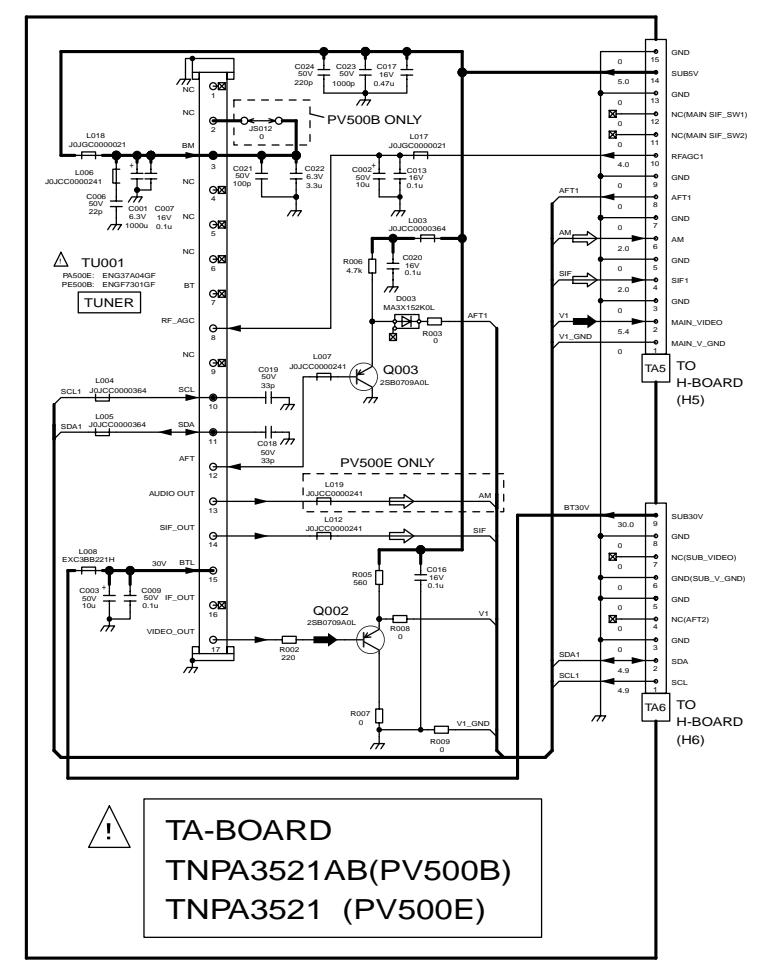 C024
50V
220p
C023
50V
1000p
C017
16V
0.47u
NC
1
NC
2
JS012
0
PV500B ONLY
L018
J0JGC0000021
BM
3
L006
J0JCC0000241
C006
50V
22p
C001
6.3V
1000u
C007
16V
0.1u
+
C021
50V
100p
C022
6.3V
3.3u
L017
J0JGC0000021
+
C002
50V
10u
C013
16V
0.1u
NC
4
NC
5
NC
6
BT
7
RF_AGC
8
NC
9
TU001
PA500E: ENG37A04GF
PE500B: ENGF7301GF
TUNER
L003
J0JCC0000364
R006
4.7k
C020
16V
0.1u
D003
MA3X152K0L
R003
0
AFT1
Q003
2SB0709A0L
L007
J0JCC0000241
C019
50V
33p
SCL1
L004
J0JCC0000364
SCL
10
SDA1
L005
J0JCC0000364
SDA
11
C018
50V
33p
AFT
12
PV500E ONLY
AUDIO OUT
13
L019
J0JCC0000241
AM
SIF_OUT
14
L012
J0JCC0000241
SIF
L008
EXC3BB221H
30V
BTL
15
C003
50V
10u
+
C009
50V
0.1u
IF_OUT
16
VIDEO_OUT
17
R002
220
Q002
2SB0709A0L
R005
560
C016
16V
0.1u
R008
0
V1
R007
0
R009
0
V1_GND
0
GND
15
5.0
SUB5V
14
0
GND
13
0
NC(MAIN SIF_SW1)
12
0
NC(MAIN SIF_SW2)
11
4.0
RFAGC1
10
0
GND
9
AFT1
0
AFT1
8
0
GND
7
AM
2.0
AM
6
0
GND
5
SIF
2.0
SIF1
4
0
GND
3
V1
5.4
MAIN_VIDEO
2
V1_GND
0
MAIN_V_GND
1
TA5
TO
H-BOARD
(H5)
BT30V
30.0
SUB30V
9
0
GND
8
0
NC(SUB_VIDEO)
7
0
GND(SUB_V_GND)
6
0
GND
5
0
NC(AFT2)
4
0
GND
3
SDA1
4.9
SDA
2
SCL1
4.9
SCL
1
TA6
TO
H-BOARD
(H6)
!
TA-BOARD
TNPA3521AB(PV500B)
TNPA3521 (PV500E)